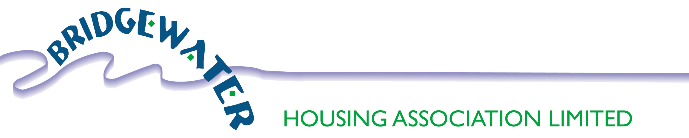 BRIDGEWATER
HOUSING ASSOCIATION LIMITED